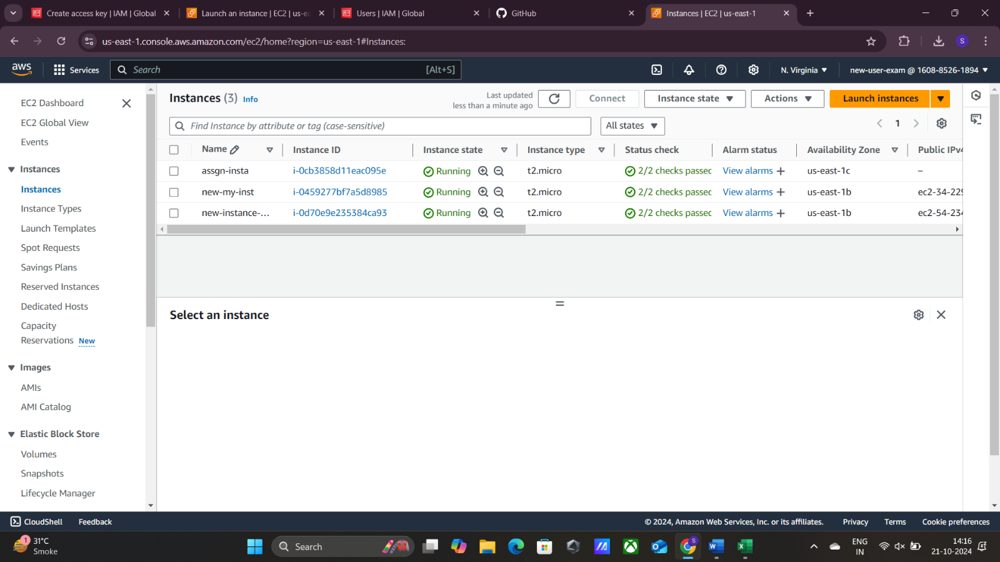 Create access key | IAM | Global
Launch an instance | EC2 | us-ea
Users | IAM | Global
GitHub
Instances | EC2 | us-east-1
us-east-1.console.aws.amazon.com/ec2/home?region=us-east-1#Instances:
S
aws
Services
Search
[Alt+S]
N. Virginia
new-user-exam @ 1608-8526-1894
EC2 Dashboard
EC2 Global View
Events
Instances
Instances
Instance Types
Launch Templates
Spot Requests
Savings Plans
Reserved Instances
Dedicated Hosts
Capacity
Reservations New
Images
AMIs
AMI Catalog
Elastic Block Store
Volumes
Snapshots
Lifecycle Manager
Instances (3) Info
Last updated
less than a minute ago
Connect
Instance state
Actions
Launch instances
Find Instance by attribute or tag (case-sensitive)
All states
1
Name Instance ID Instance state Instance type Status check Alarm status Availability Zone Public IPv4
assgn-insta i-0cb3858d11eac095e Running t2.micro 2/2 checks passed View alarms + us-east-1c –
new-my-inst i-0459277bf7a5d8985 Running t2.micro 2/2 checks passed View alarms + us-east-1b ec2-34-229
new-instance-... i-0d70e9e235384ca93 Running t2.micro 2/2 checks passed View alarms + us-east-1b ec2-54-234
Select an instance
CloudShell
Feedback
© 2024, Amazon Web Services, Inc. or its affiliates.
Privacy
Terms
Cookie preferences
1
31°C
Smoke
Search
S
ENG
IN
14:16
21-10-2024